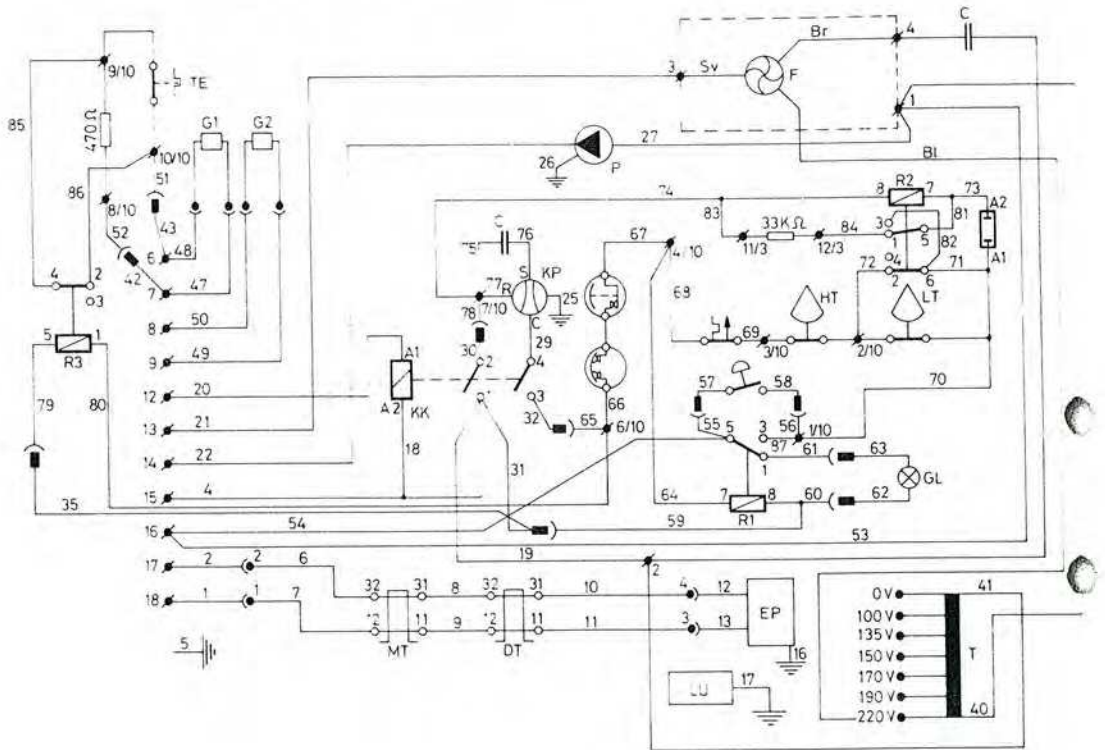 Br 4 C
9/10 TE 3 Sv F
1
85 470 Ω G1 G2 27
26 P Bl
10/10
86 51 74 R2
8 7 73 A2
8/10 83 33KΩ 84 3 81
52 43 C 76 67 11/3 12/3 1 5 82
48 4/10 4 A1
42 6 S KP 72 2 6 71
4 2 47 77 R 25 68 HT LT
7 7/10
3 50 78 C
8 29 69
5 1 30 3/10 2/10
R3 49 A1 2 4 70
9 57 58
79 80 20 A2 KK 3 66
12 32 65 6/10 55 5 3 56 1/10
21 87 61 63
13 18 1 GL
22 31 64 7 8 60 62
14 R1
4
15
35 54 59
16 19 53
2
2 2 6 41
17 32 31 8 32 31 10 4 12 0V
1 1 7 100V
18 12 11 9 12 11 11 3 13 EP 135V
MT DT 150V T
5 16 170V
LU 17 190V
220V 40